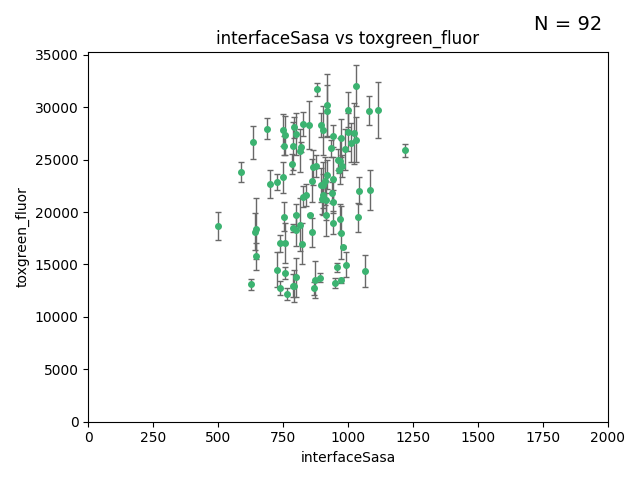 N = 92
interfaceSasa vs toxgreen_fluor
35000
30000
25000
20000
15000
10000
5000
0
toxgreen_fluor
0 250 500 750 1000 1250 1500 1750 2000
interfaceSasa